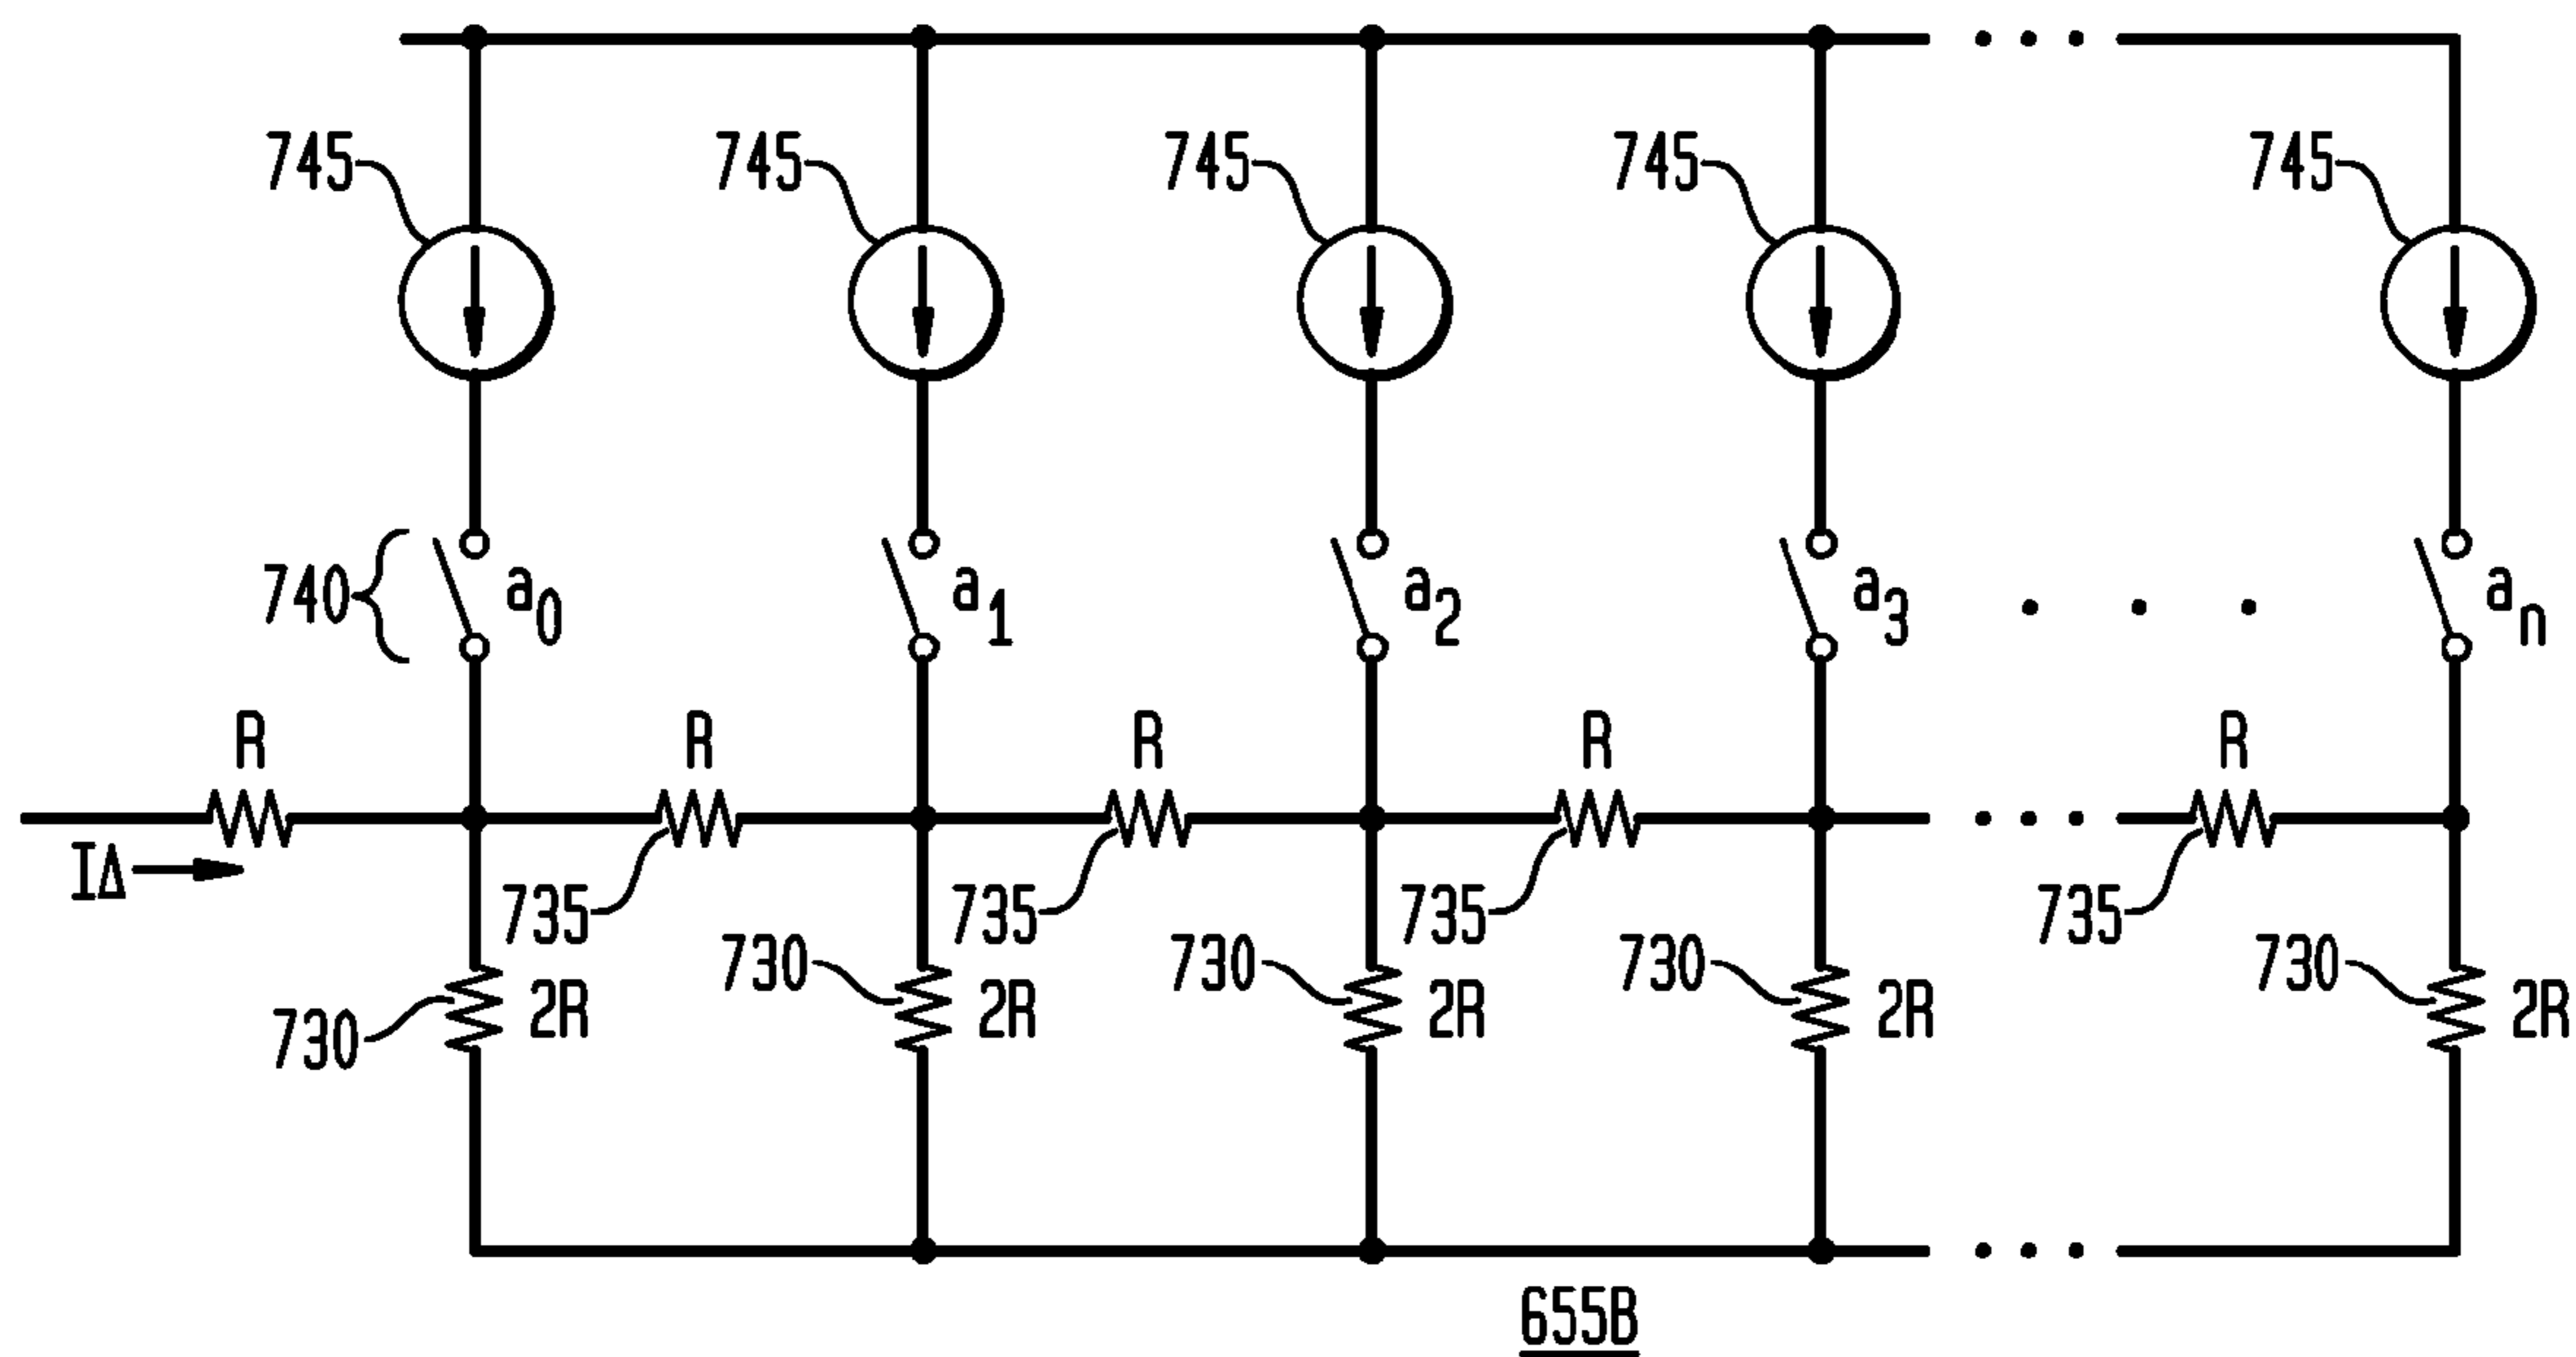 745 745 745 745 745
740 a0 a1 a2 a3 an
R R R R R
IΔ
735 735 735 735
730 730 730 730
730 2R 2R 2R 2R 2R
655B